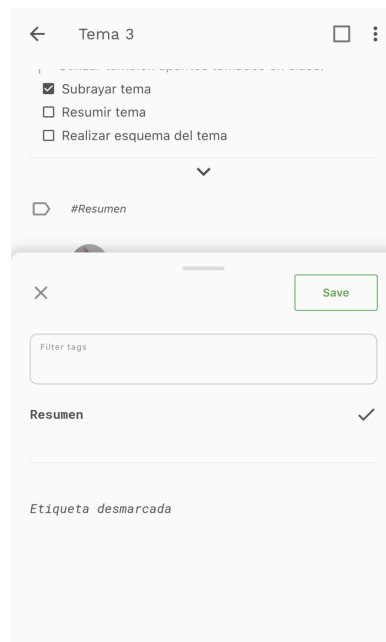 Tema 3
Subrayar tema
Resumir tema
Realizar esquema del tema
#Resumen
Save
Filter tags
Resumen
Etiqueta desmarcada